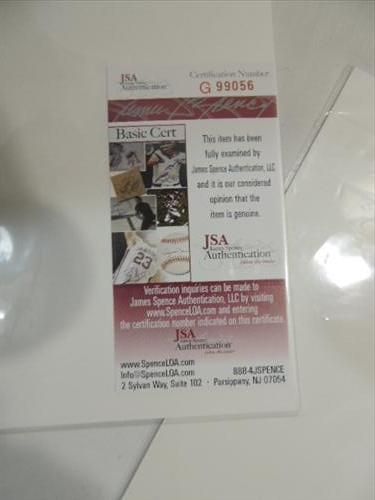 JSA
Authentication
Certification Number
G 99056
James Spence
Basic Cert
This item has been
fully examined by
James Spence Authentication, LLC
and it is our considered
opinion that the
item is genuine.
23
JSA
James Spence
Authentication
Verification inquiries can be made to
James Spence Authentication, LLC by visiting
www.SpenceLOA.com and entering
the certification number indicated on this certificate.
JSA
Authentication
www.SpenceLOA.com
Info@SpenceLOA.com
888-4JSPENCE
2 Sylvan Way, Suite 102 · Parsippany, NJ 07054